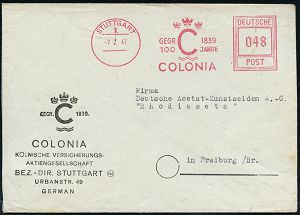 STUTTGART
1
-7.2.47
GEGR. 1839
100 JAHRE
C
COLONIA
DEUTSCHE
048
POST
GEGR. C 1839.
COLONIA
KÖLNISCHE VERSICHERUNGS-
AKTIENGESELLSCHAFT
BEZ.-DIR. STUTTGART
URBANSTR. 49
GERMAN
Firma
Deutsche Acetat-Kunstseiden A.-G.
"Rhodiaseta"
in Freiburg /Br.